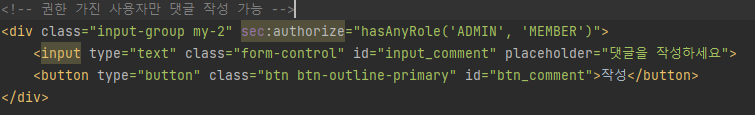 <!-- 권한 가진 사용자만 댓글 작성 가능 -->
<div class="input-group my-2" sec:authorize="hasAnyRole('ADMIN', 'MEMBER')">
    <input type="text" class="form-control" id="input_comment" placeholder="댓글을 작성하세요">
    <button type="button" class="btn btn-outline-primary" id="btn_comment">작성</button>
</div>